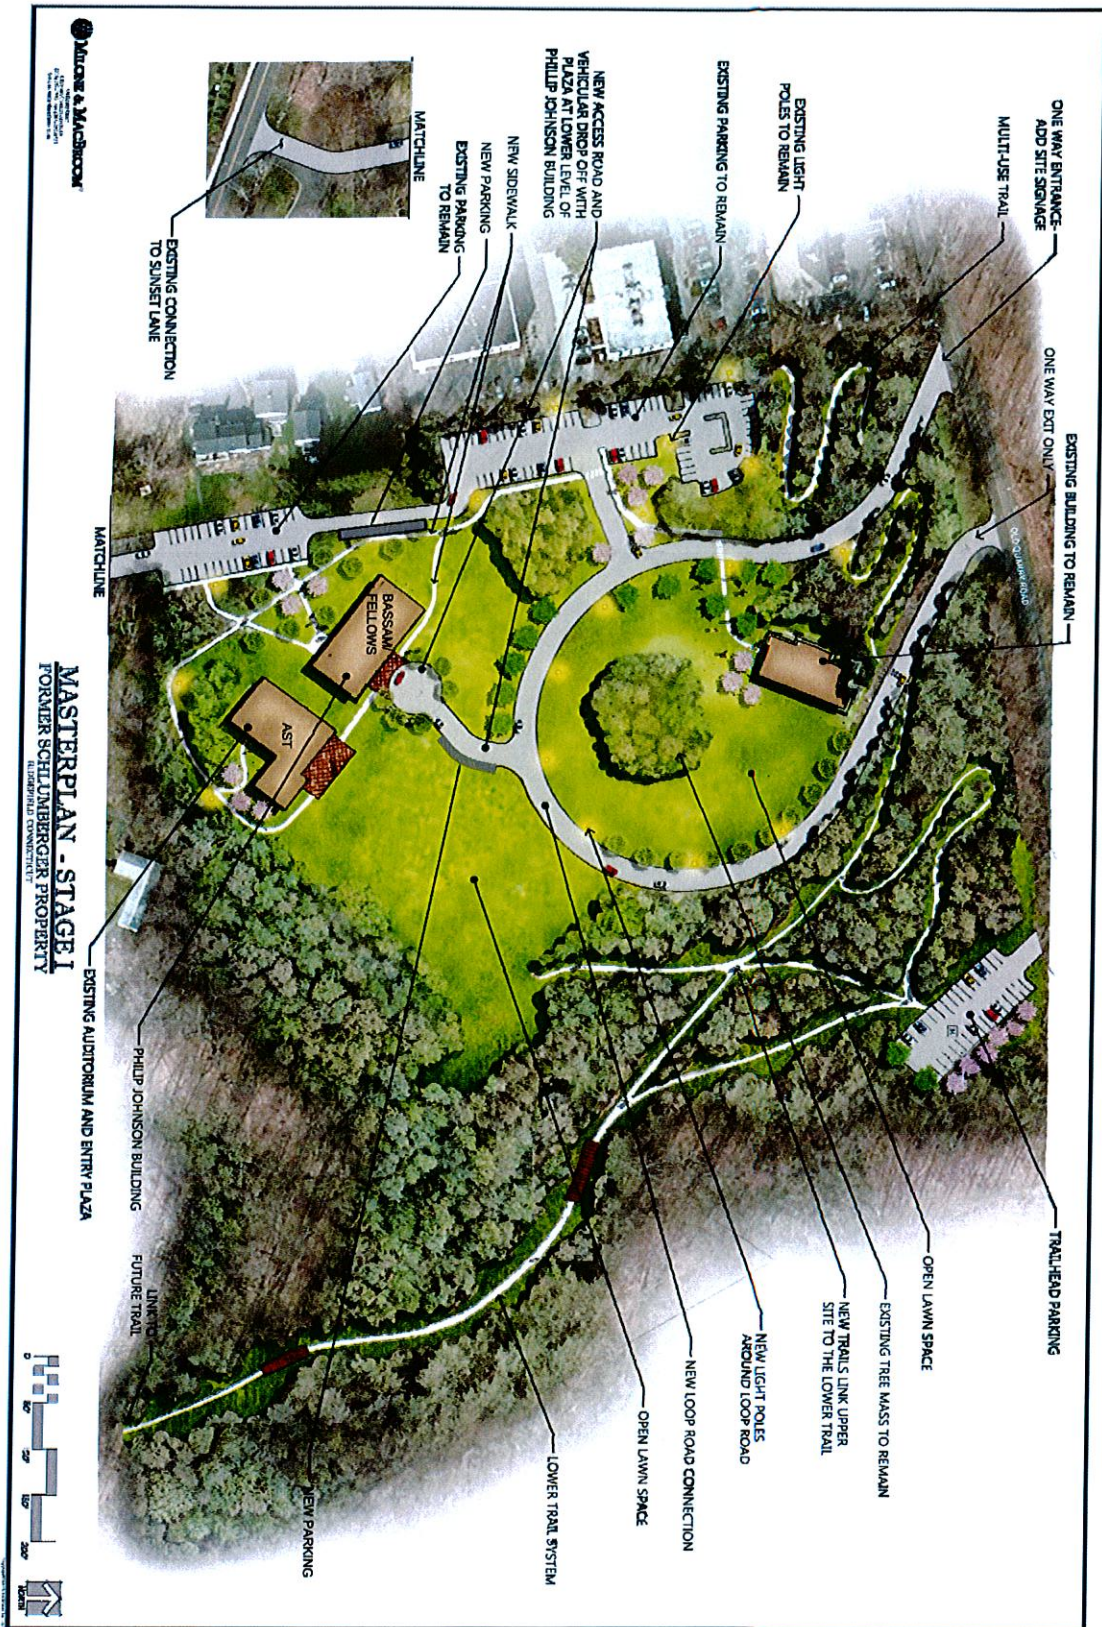 ONE WAY ENTRANCE-
ADD SITE SIGNAGE
MULTI-USE TRAIL
EXISTING LIGHT
POLES TO REMAIN
EXISTING PARKING TO REMAIN
NEW ACCESS ROAD AND
VEHICULAR DROP OFF WITH
PLAZA AT LOWER LEVEL OF
PHILLIP JOHNSON BUILDING
NEW SIDEWALK
NEW PARKING
EXISTING PARKING
TO REMAIN
MATCHLINE
EXISTING CONNECTION
TO SUNSET LANE
MILONE & MACBROOM
ONE WAY EXIT ONLY
EXISTING BUILDING TO REMAIN
OLD QUARRY ROAD
TRAILHEAD PARKING
OPEN LAWN SPACE
EXISTING TREE MASS TO REMAIN
NEW TRAILS LINK UPPER
SITE TO THE LOWER TRAIL
NEW LIGHT POLES
AROUND LOOP ROAD
NEW LOOP ROAD CONNECTION
OPEN LAWN SPACE
LOWER TRAIL SYSTEM
NEW PARKING
LINK TO
FUTURE TRAIL
PHILIP JOHNSON BUILDING
EXISTING AUDITORIUM AND ENTRY PLAZA
BASSAM/
FELLOWS
AST
MATCHLINE
MASTERPLAN - STAGE I
FORMER SCHLUMBERGER PROPERTY
RIDGEFIELD CONNECTICUT
0
200'
NORTH